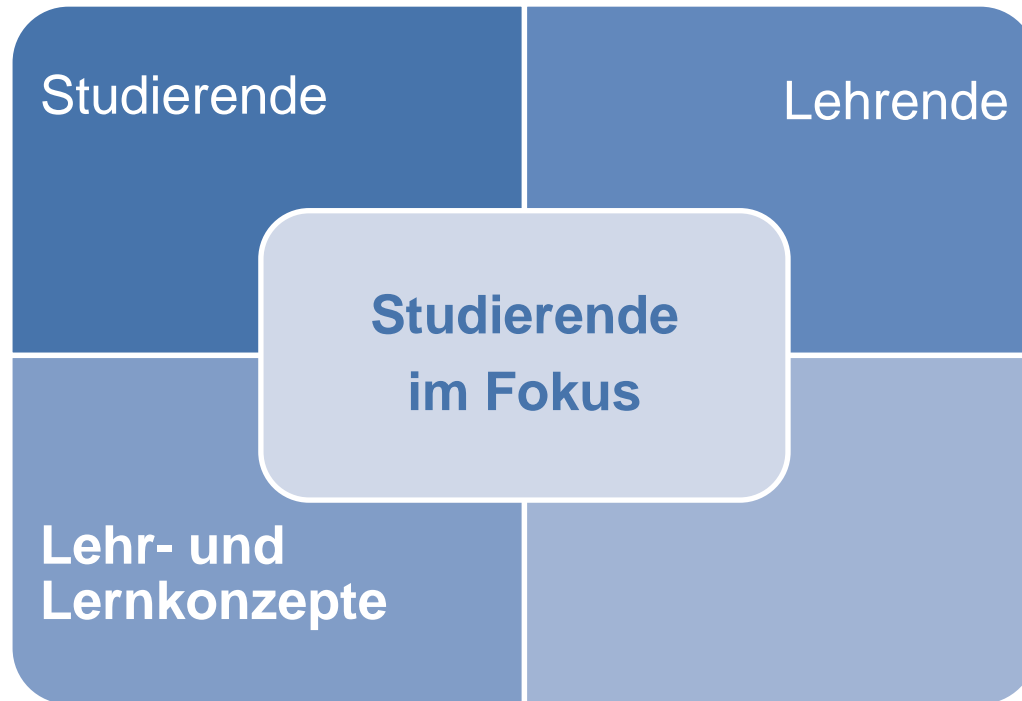 Studierende
Lehrende
Studierende
im Fokus
Lehr- und
Lernkonzepte